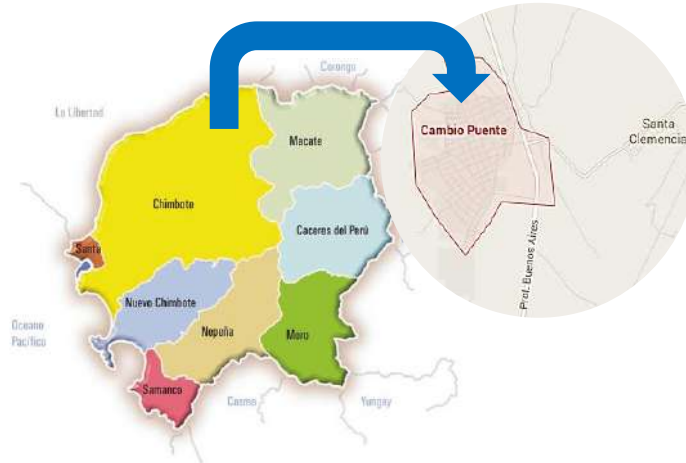 Corongo
La Libertad
Macate
Cambio Puente
Santa
Clemencia
Chimbote
Caceres del Perú
Santa
Prol. Buenos Aires
Nuevo Chimbote
Nepeña
Moro
Oceano
Pacífico
Samanco
Casma
Yungay